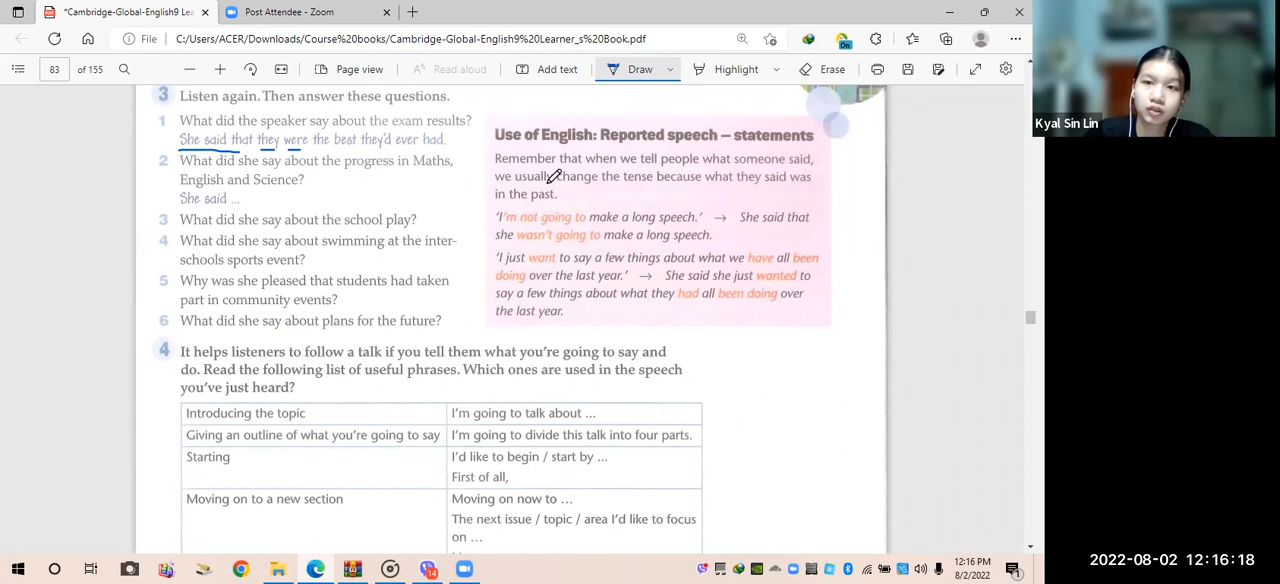 *Cambridge-Global-English9 Lea
Post Attendee - Zoom
File
C:/Users/ACER/Downloads/Course%20books/Cambridge-Global-English9%20Learner_s%20Book.pdf
On
83 of 155
Page view
Read aloud
Add text
Draw
Highlight
Erase
Kyal Sin Lin
3 Listen again. Then answer these questions.
1 What did the speaker say about the exam results?
She said that they were the best they'd ever had.
2 What did she say about the progress in Maths,
English and Science?
She said ...
3 What did she say about the school play?
4 What did she say about swimming at the inter-
schools sports event?
5 Why was she pleased that students had taken
part in community events?
6 What did she say about plans for the future?
Use of English: Reported speech – statements
Remember that when we tell people what someone said,
we usually change the tense because what they said was
in the past.
'I'm not going to make a long speech.' → She said that
she wasn't going to make a long speech.
'I just want to say a few things about what we have all been
doing over the last year.' → She said she just wanted to
say a few things about what they had all been doing over
the last year.
4 It helps listeners to follow a talk if you tell them what you're going to say and
do. Read the following list of useful phrases. Which ones are used in the speech
you've just heard?
Introducing the topic I'm going to talk about ...
Giving an outline of what you're going to say I'm going to divide this talk into four parts.
Starting I'd like to begin / start by ...
First of all,
Moving on to a new section Moving on now to ...
The next issue / topic / area I'd like to focus
on ...
14
12:16 PM
8/2/2022
1
2022-08-02 12:16:18